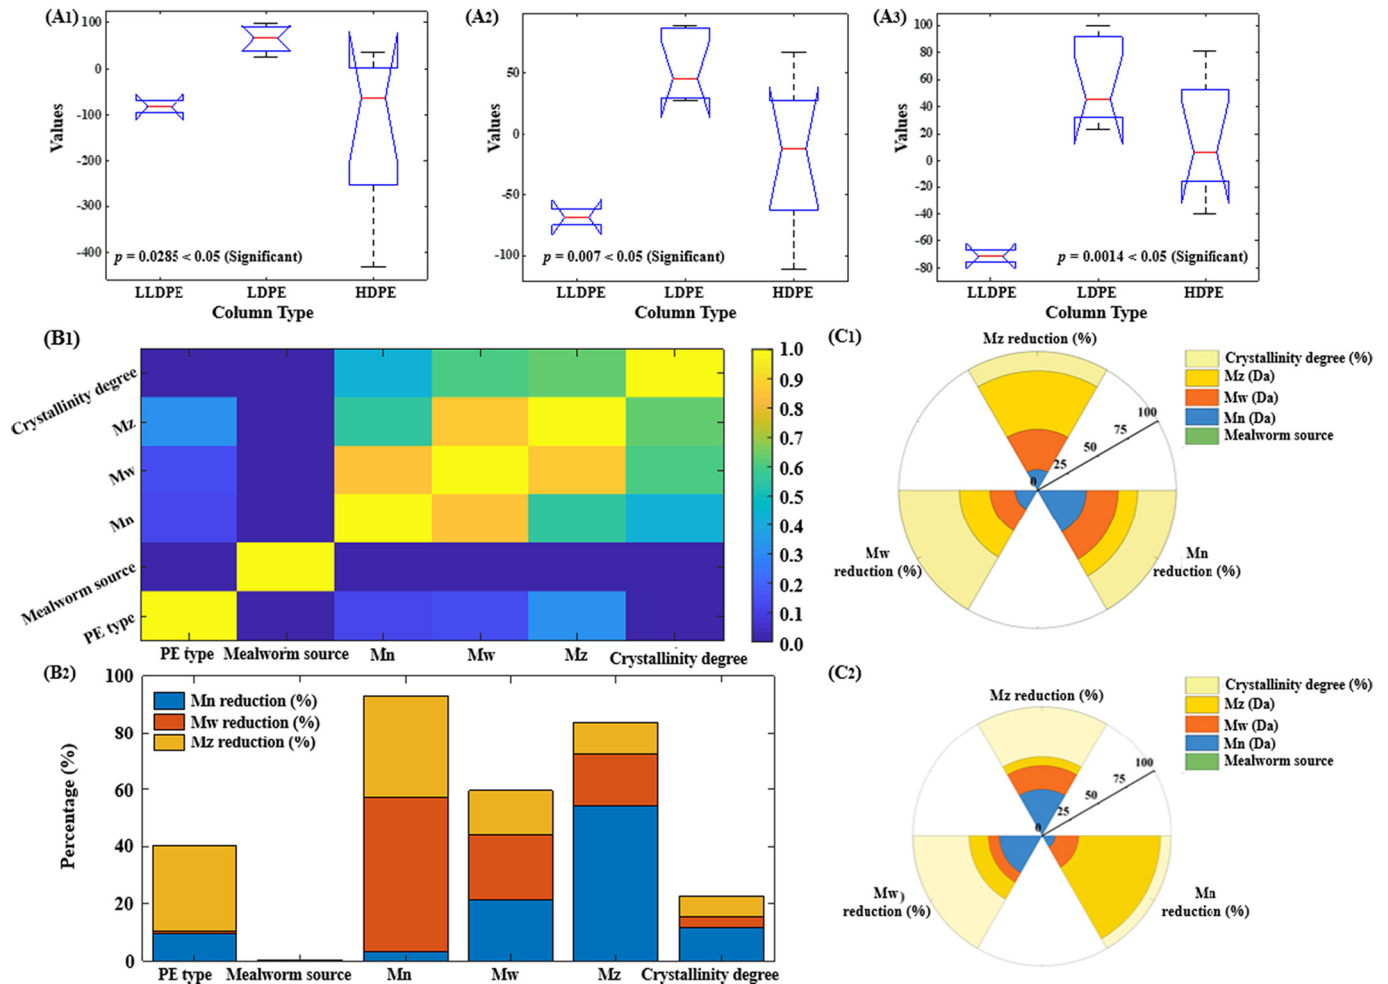 (A1)
100
0
-100
-200
-300
-400
Values
p = 0.0285 < 0.05 (Significant)
LLDPE LDPE HDPE
Column Type
(A2)
50
0
-50
-100
Values
p = 0.007 < 0.05 (Significant)
LLDPE LDPE HDPE
Column Type
(A3)
100
80
60
40
20
0
-20
-40
-60
-80
Values
p = 0.0014 < 0.05 (Significant)
LLDPE LDPE HDPE
Column Type
(B1)
Crystallinity degree
Mz
Mw
Mn
Mealworm source
PE type
PE type Mealworm source Mn Mw Mz Crystallinity degree
1.0
0.9
0.8
0.7
0.6
0.5
0.4
0.3
0.2
0.1
0.0
(C1)
Mz reduction (%)
100
75
50
25
0
Mw
reduction (%)
Mn
reduction (%)
Crystallinity degree (%)
Mz (Da)
Mw (Da)
Mn (Da)
Mealworm source
(B2)
100
80
60
40
20
0
Percentage (%)
Mn reduction (%)
Mw reduction (%)
Mz reduction (%)
PE type Mealworm source Mn Mw Mz Crystallinity degree
(C2)
Mz reduction (%)
100
75
50
25
0
Mw)
reduction (%)
Mn
reduction (%)
Crystallinity degree (%)
Mz (Da)
Mw (Da)
Mn (Da)
Mealworm source